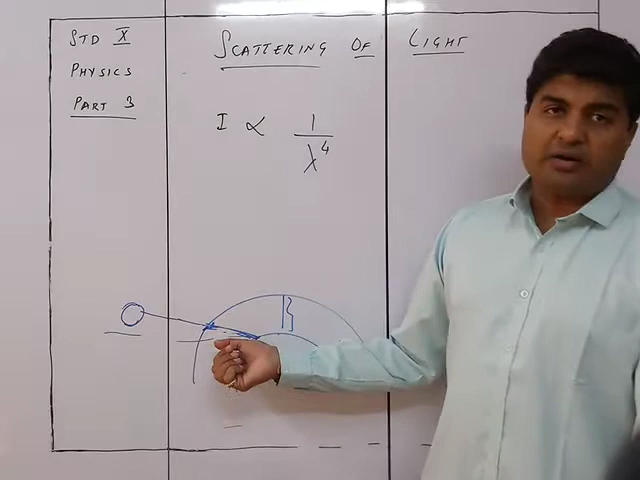 STD X
PHYSICS
PART 3
SCATTERING OF LIGHT
I ∝ 1/λ⁴